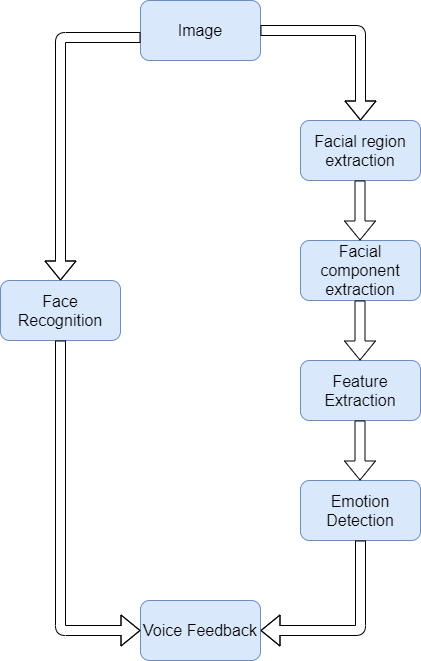 Image
Facial region
extraction
Facial
component
extraction
Face
Recognition
Feature
Extraction
Emotion
Detection
Voice Feedback